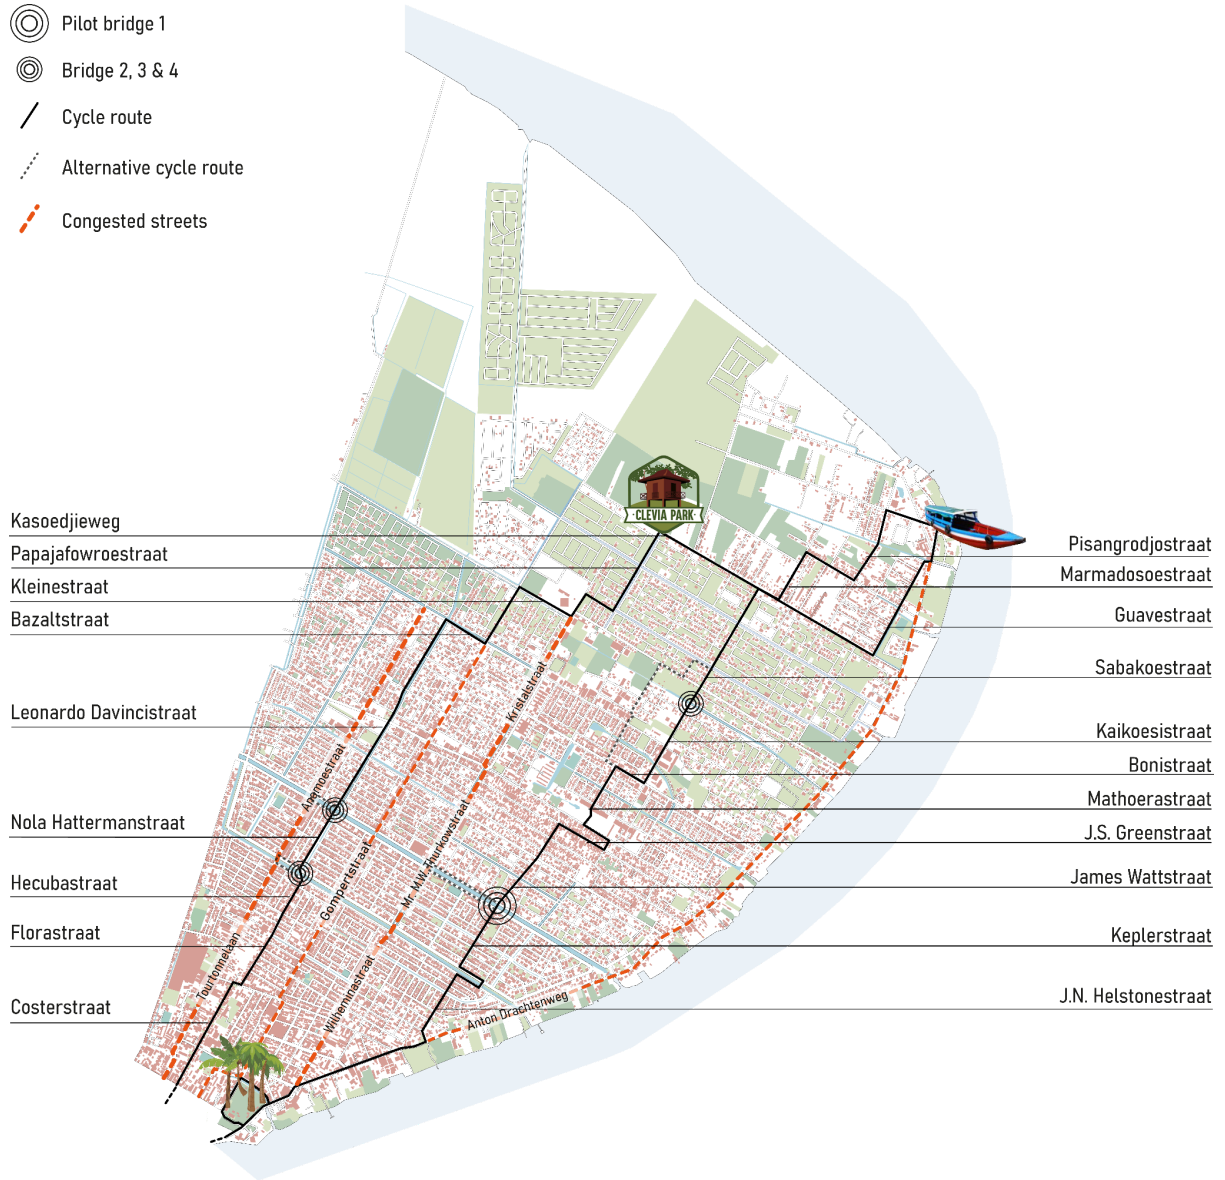 Pilot bridge 1
Bridge 2, 3 & 4
Cycle route
Alternative cycle route
Congested streets
·CLEVIA PARK·
Kasoedjieweg
Papajafowroestraat
Kleinestraat
Bazaltstraat
Leonardo Davincistraat
Nola Hattermanstraat
Hecubastraat
Florastraat
Costerstraat
Pisangrodjostraat
Marmadosoestraat
Guavestraat
Sabakoestraat
Kaikoesistraat
Bonistraat
Mathoerastraat
J.S. Greenstraat
James Wattstraat
Keplerstraat
J.N. Helstonestraat
Kristalstraat
Anamoestraat
Mr. M.W. Thurkowstraat
Gompertstraat
Tourtonnelaan
Wilheminastraat
Anton Drachtenweg